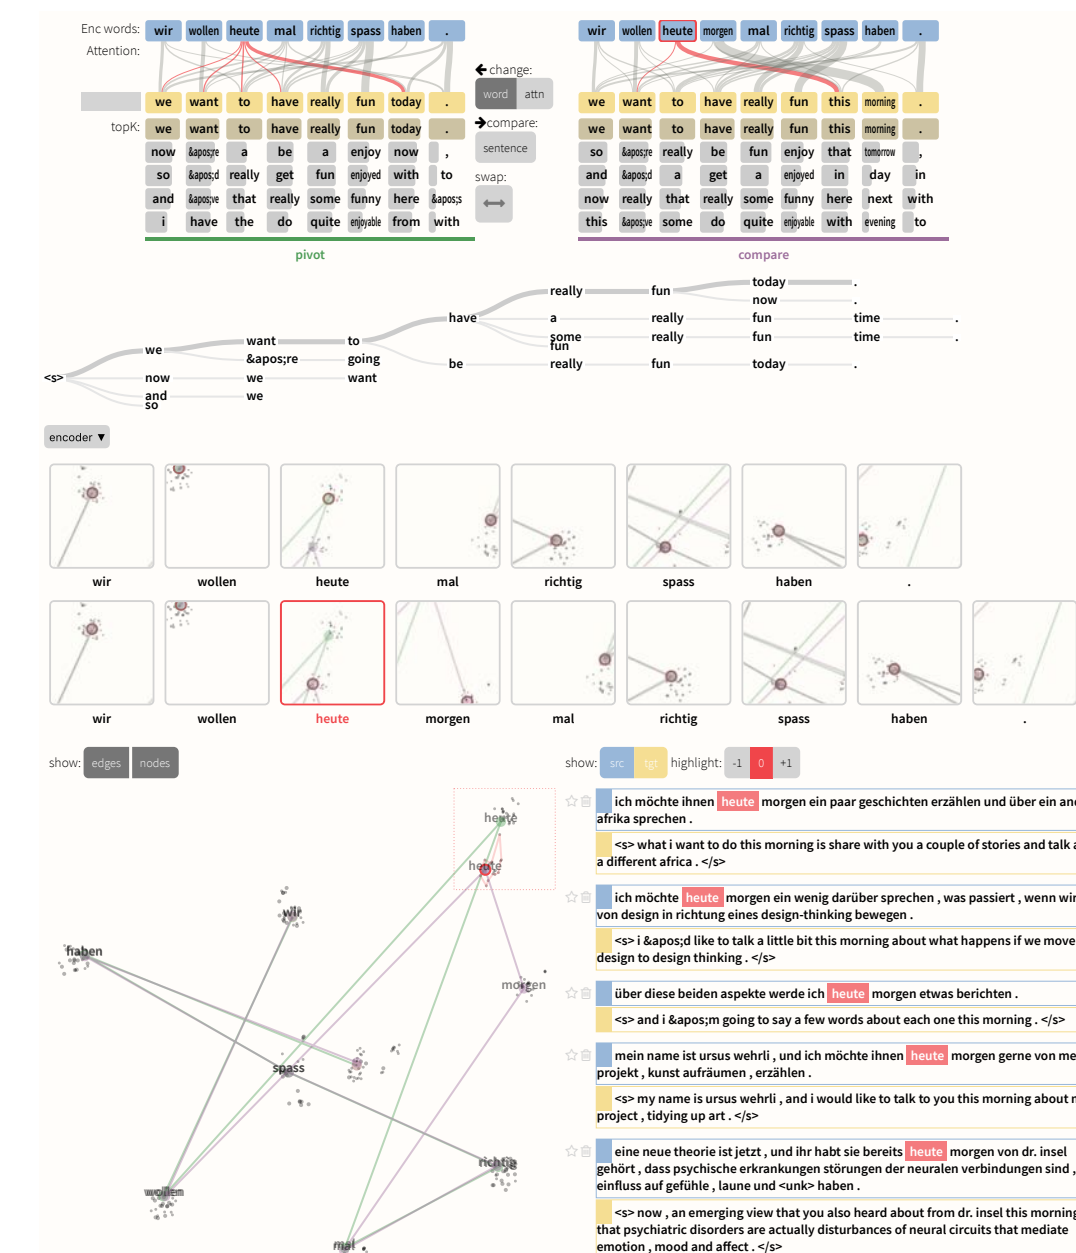 Enc words: wir wollen heute mal richtig spass haben . wir wollen heute morgen mal richtig spass haben .
Attention:
change:
word attn
we want to have really fun today . we want to have really fun this morning .
compare:
topK: we want to have really fun today . we want to have really fun this morning .
sentence
now &apos;re a be a enjoy now , so &apos;re really be fun enjoy that tomorrow ,
so &apos;d really get fun enjoyed with to and &apos;d a get a enjoyed in day in
swap:
and &apos;ve that really some funny here &apos;s now really that really some funny here next with
i have the do quite enjoyable from with this &apos;ve some do quite enjoyable with evening to
pivot compare
today .
really fun
now .
have a really fun time .
want to some really fun time .
we fun
&apos;re going be really fun today .
<s> now we want
and we
so
encoder ▼
wir wollen heute mal richtig spass haben .
wir wollen heute morgen mal richtig spass haben .
show: edges nodes
show: src tgt highlight: -1 0 +1
heute
heute
wir
haben
morgen
spass
richtig
wollen
mal
ich möchte ihnen heute morgen ein paar geschichten erzählen und über ein
afrika sprechen .
<s> what i want to do this morning is share with you a couple of stories and talk
a different africa . </s>
ich möchte heute morgen ein wenig darüber sprechen , was passiert , wenn wir
von design in richtung eines design-thinking bewegen .
<s> i &apos;d like to talk a little bit this morning about what happens if we move
design to design thinking . </s>
über diese beiden aspekte werde ich heute morgen etwas berichten .
<s> and i &apos;m going to say a few words about each one this morning . </s>
mein name ist ursus wehrli , und ich möchte ihnen heute morgen gerne von
projekt , kunst aufräumen , erzählen .
<s> my name is ursus wehrli , and i would like to talk to you this morning about
project , tidying up art . </s>
eine neue theorie ist jetzt , und ihr habt sie bereits heute morgen von dr. insel
gehört , dass psychische erkrankungen störungen der neuralen verbindungen sind ,
einfluss auf gefühle , laune und <unk> haben .
<s> now , an emerging view that you also heard about from dr. insel this morning
that psychiatric disorders are actually disturbances of neural circuits that mediate
emotion , mood and affect . </s>